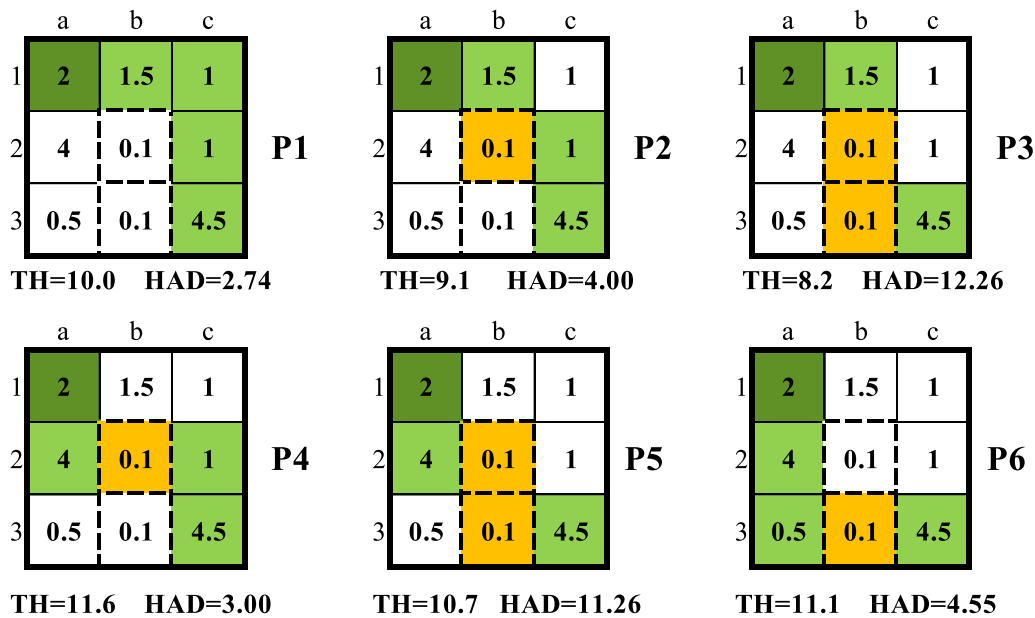 a b c a b c a b c
1 2 1.5 1 1 2 1.5 1 1 2 1.5 1
2 4 0.1 1 P1 2 4 0.1 1 P2 2 4 0.1 1 P3
3 0.5 0.1 4.5 3 0.5 0.1 4.5 3 0.5 0.1 4.5
TH=10.0 HAD=2.74 TH=9.1 HAD=4.00 TH=8.2 HAD=12.26
a b c a b c a b c
1 2 1.5 1 1 2 1.5 1 1 2 1.5 1
2 4 0.1 1 P4 2 4 0.1 1 P5 2 4 0.1 1 P6
3 0.5 0.1 4.5 3 0.5 0.1 4.5 3 0.5 0.1 4.5
TH=11.6 HAD=3.00 TH=10.7 HAD=11.26 TH=11.1 HAD=4.55